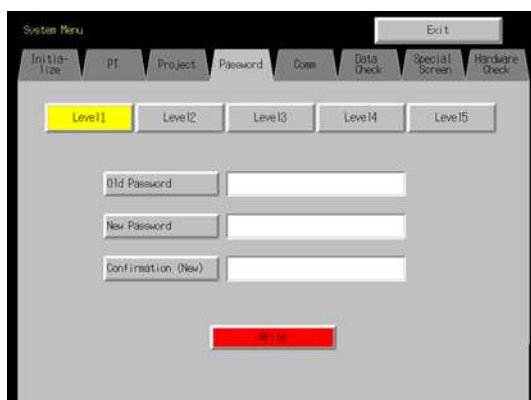 System Menu
Exit
Initia-
lize
PT
Project
Password
Comm
Data
Check
Special
Screen
Hardware
Check
Level1
Level2
Level3
Level4
Level5
Old Password
New Password
Confirmation (New)
Write